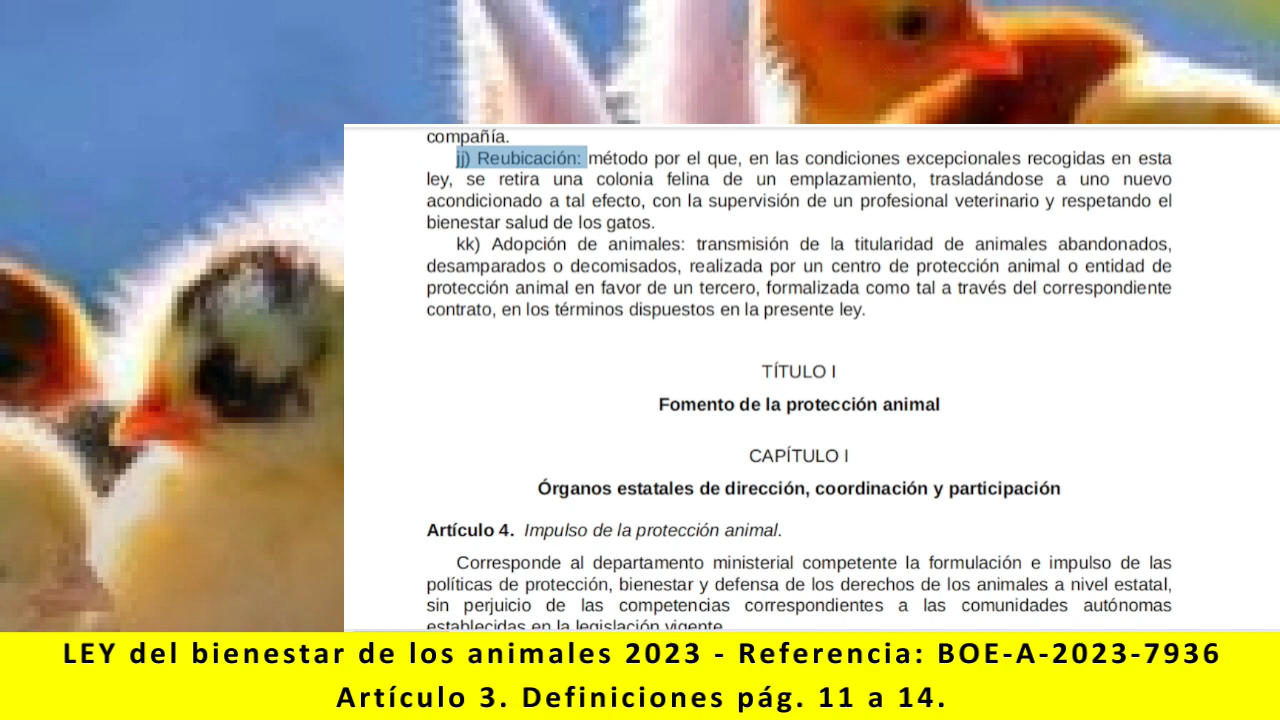 compañía.
jj) Reubicación: método por el que, en las condiciones excepcionales recogidas en esta
ley, se retira una colonia felina de un emplazamiento, trasladándose a uno nuevo
acondicionado a tal efecto, con la supervisión de un profesional veterinario y respetando el
bienestar salud de los gatos.
kk) Adopción de animales: transmisión de la titularidad de animales abandonados,
desamparados o decomisados, realizada por un centro de protección animal o entidad de
protección animal en favor de un tercero, formalizada como tal a través del correspondiente
contrato, en los términos dispuestos en la presente ley.
TÍTULO I
Fomento de la protección animal
CAPÍTULO I
Órganos estatales de dirección, coordinación y participación
Artículo 4. Impulso de la protección animal.
Corresponde al departamento ministerial competente la formulación e impulso de las
políticas de protección, bienestar y defensa de los derechos de los animales a nivel estatal,
sin perjuicio de las competencias correspondientes a las comunidades autónomas
establecidas en la legislación vigente.
LEY del bienestar de los animales 2023 - Referencia: BOE-A-2023-7936
Artículo 3. Definiciones pág. 11 a 14.